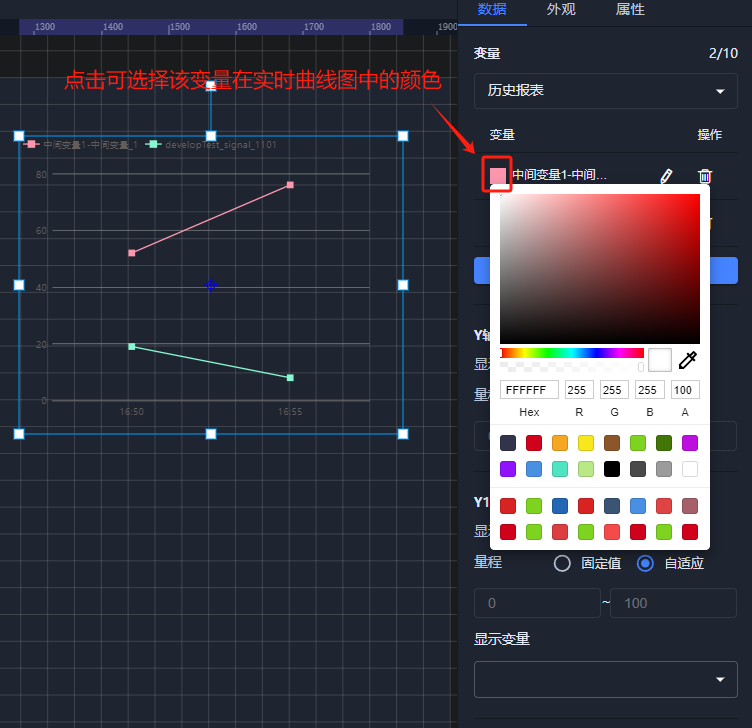 数据 外观 属性
1300 1400 1500 1600 1700 1800 1900
变量 2/10
点击可选择该变量在实时曲线图中的颜色
历史报表
变量 操作
中间变量1-中间变量_1 developTest_signal_1101
中间变量1-中间...
80
60
40
20
0
16:50 16:55
Y轴
显
量程
FFFFFF 255 255 255 100
Hex R G B A
Y1
显
量程 固定值 自适应
0 ~ 100
显示变量